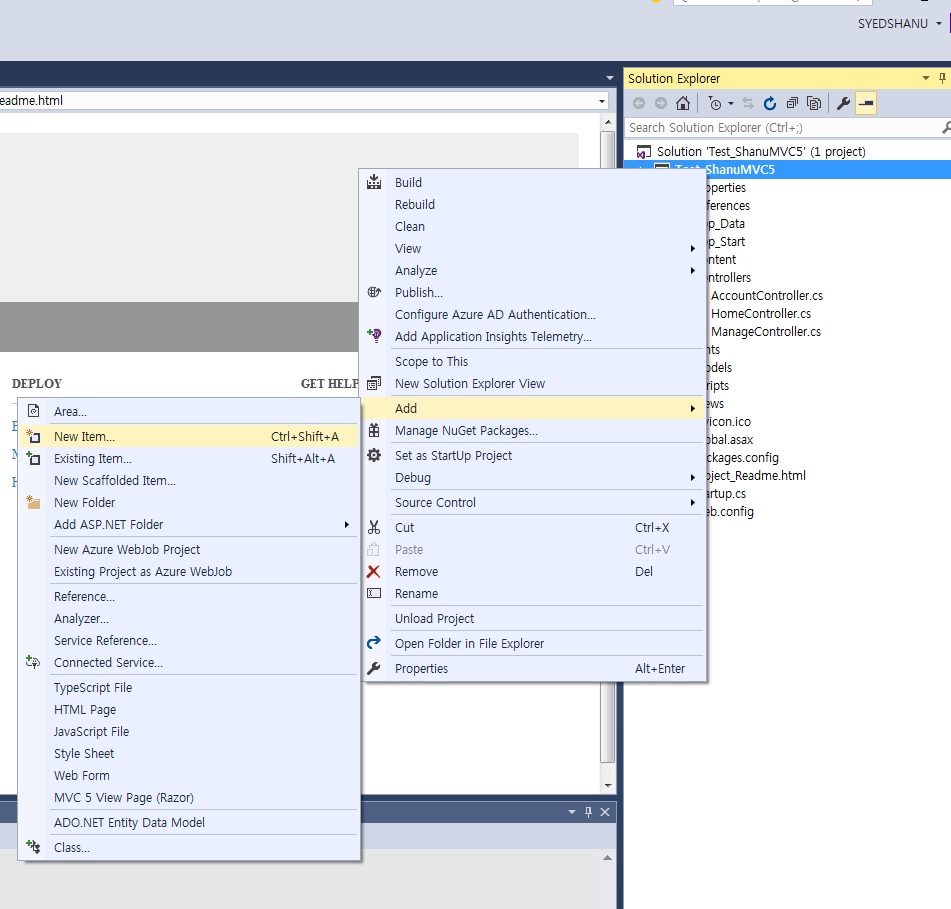 SYEDSHANU
Solution Explorer
eadme.html
Search Solution Explorer (Ctrl+;)
Solution 'Test_ShanuMVC5' (1 project)
Test_ShanuMVC5
operties
ferences
p_Data
p_Start
ntent
ntrollers
AccountController.cs
HomeController.cs
ManageController.cs
nts
odels
ripts
ews
vicon.ico
obal.asax
ckages.config
oject_Readme.html
artup.cs
eb.config
Build
Rebuild
Clean
View
Analyze
Publish...
Configure Azure AD Authentication...
Add Application Insights Telemetry...
Scope to This
New Solution Explorer View
Add
Manage NuGet Packages...
Set as StartUp Project
Debug
Source Control
Cut Ctrl+X
Paste Ctrl+V
Remove Del
Rename
Unload Project
Open Folder in File Explorer
Properties Alt+Enter
DEPLOY GET HELP
Area...
New Item... Ctrl+Shift+A
Existing Item... Shift+Alt+A
New Scaffolded Item...
New Folder
Add ASP.NET Folder
New Azure WebJob Project
Existing Project as Azure WebJob
Reference...
Analyzer...
Service Reference...
Connected Service...
TypeScript File
HTML Page
JavaScript File
Style Sheet
Web Form
MVC 5 View Page (Razor)
ADO.NET Entity Data Model
Class...